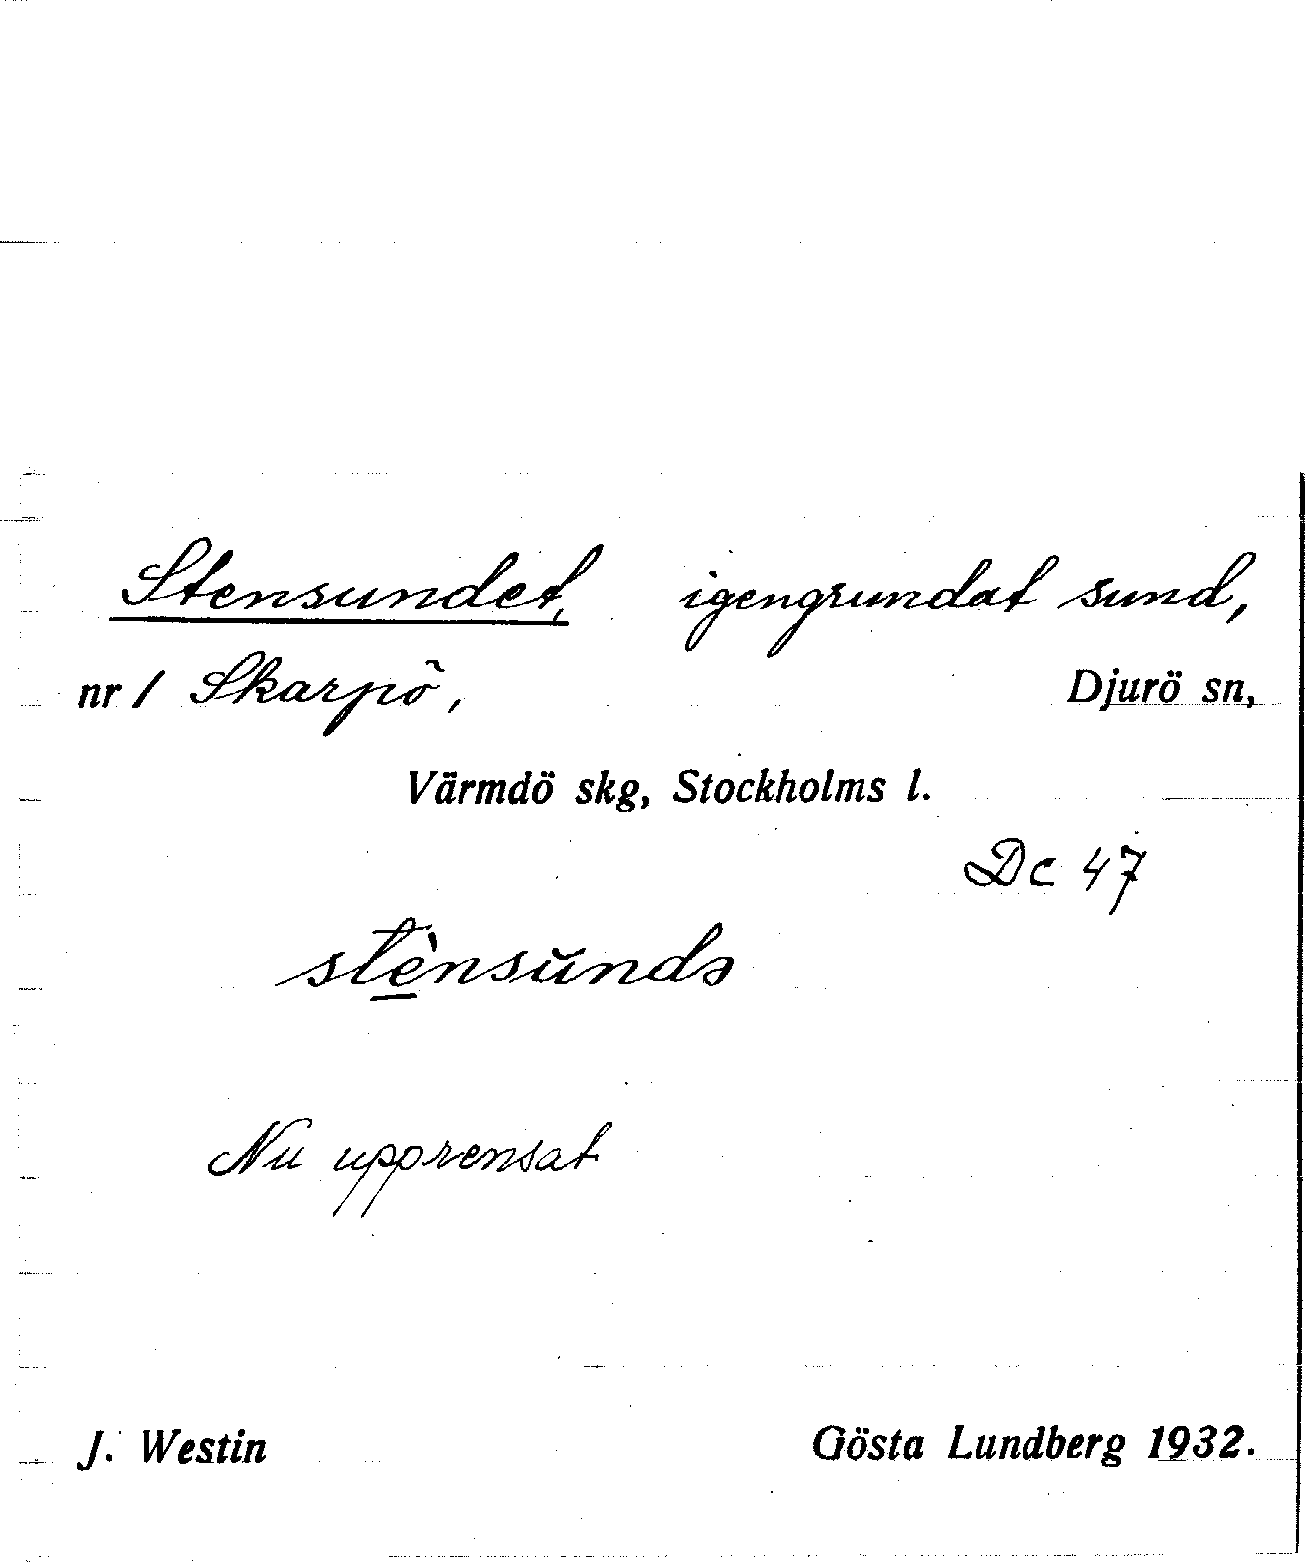 Stensundet, igengrundat sund,
nr 1 Skarpö, Djurö sn,
Värmdö skg, Stockholms l.
Dc 47
stènsŭndə
Nu upprensat
J. Westin Gösta Lundberg 1932.